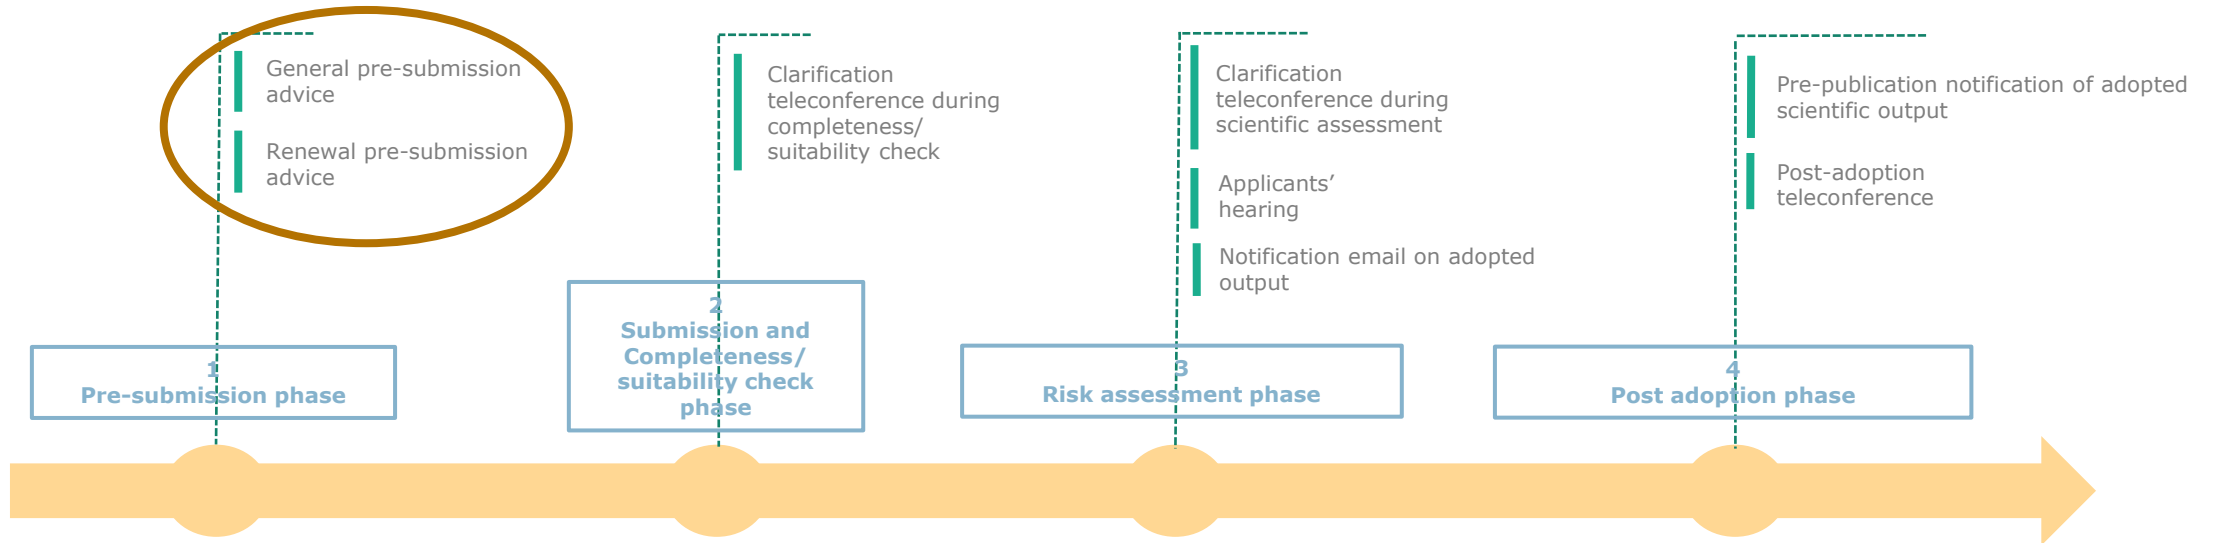 General pre-submission
advice
Renewal pre-submission
advice
1
Pre-submission phase
Clarification
teleconference during
completeness/
suitability check
2
Submission and
Completeness/
suitability check
phase
Clarification
teleconference during
scientific assessment
Applicants’
hearing
Notification email on adopted
output
3
Risk assessment phase
Pre-publication notification of adopted
scientific output
Post-adoption
teleconference
4
Post adoption phase